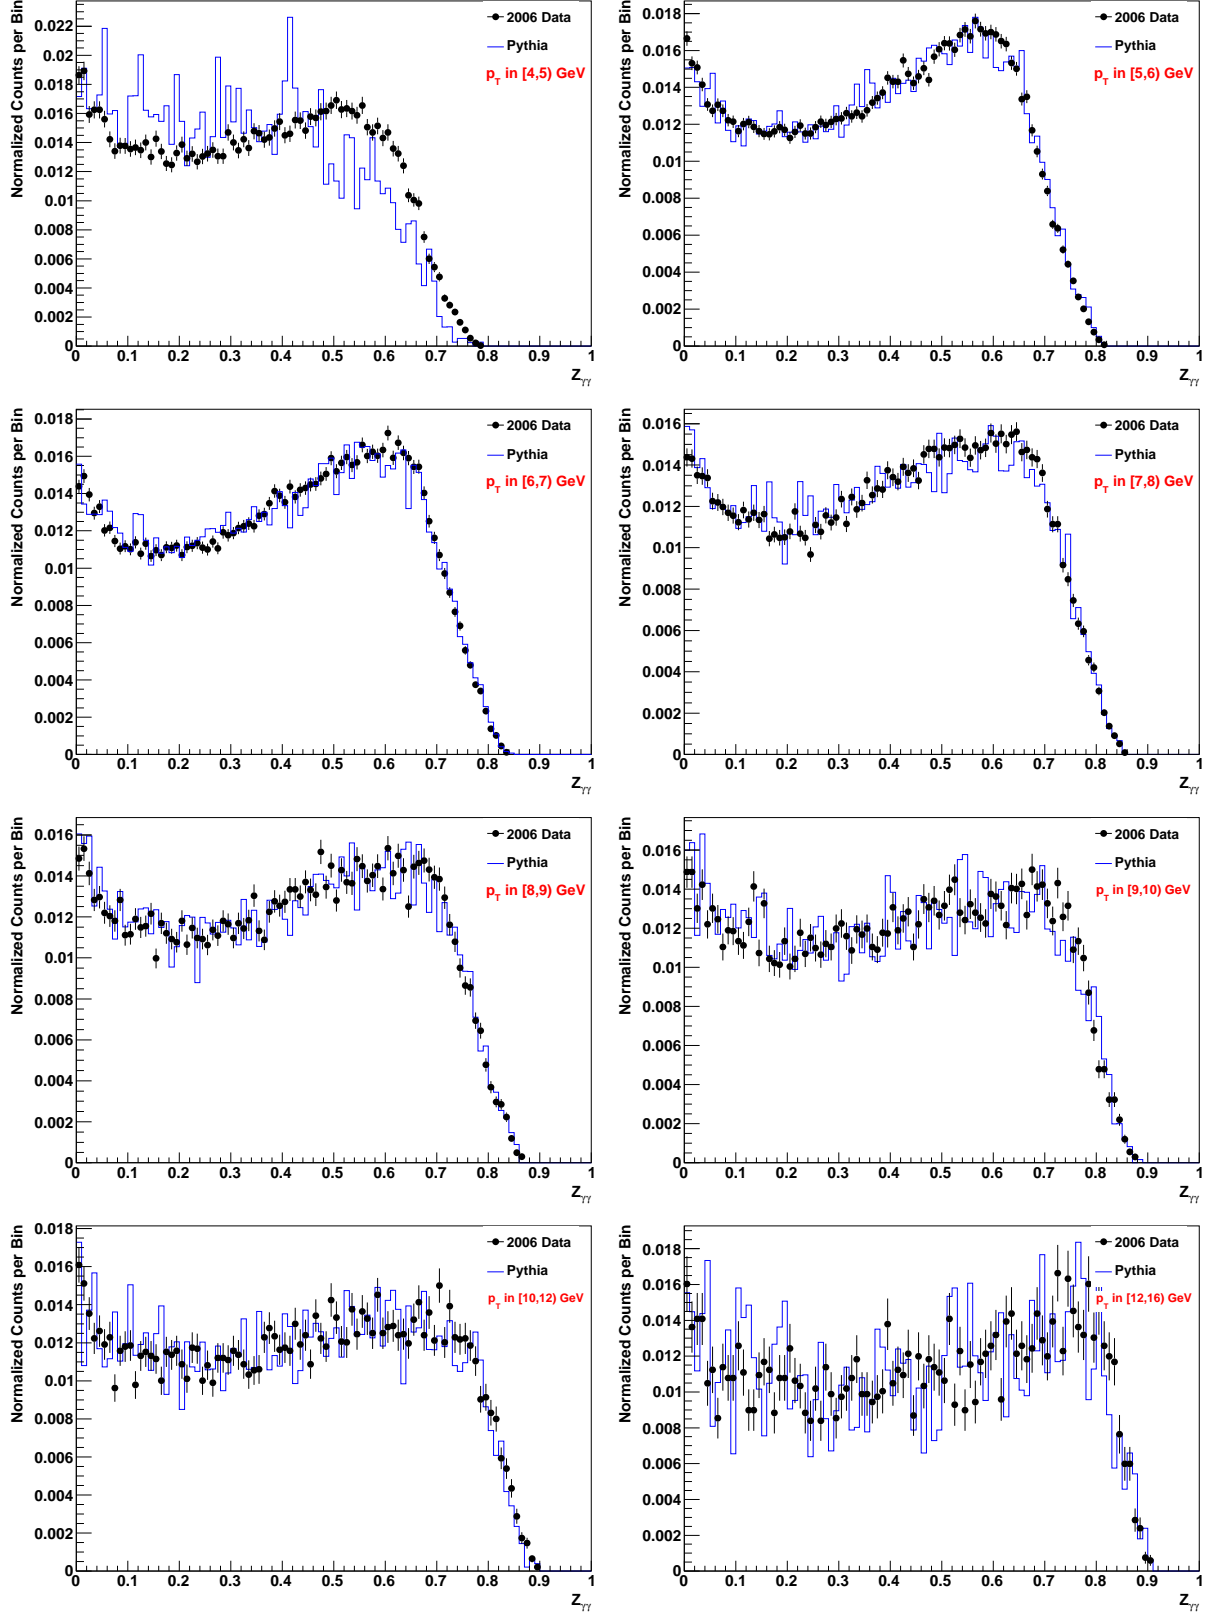 Normalized Counts per Bin
0.022
0.02
0.018
0.016
0.014
0.012
0.01
0.008
0.006
0.004
0.002
0
2006 Data
Pythia
p_T in [4,5) GeV
0 0.1 0.2 0.3 0.4 0.5 0.6 0.7 0.8 0.9 1
Z_γγ
Normalized Counts per Bin
0.018
0.016
0.014
0.012
0.01
0.008
0.006
0.004
0.002
0
2006 Data
Pythia
p_T in [5,6) GeV
0 0.1 0.2 0.3 0.4 0.5 0.6 0.7 0.8 0.9 1
Z_γγ
Normalized Counts per Bin
0.018
0.016
0.014
0.012
0.01
0.008
0.006
0.004
0.002
0
2006 Data
Pythia
p_T in [6,7) GeV
0 0.1 0.2 0.3 0.4 0.5 0.6 0.7 0.8 0.9 1
Z_γγ
Normalized Counts per Bin
0.016
0.014
0.012
0.01
0.008
0.006
0.004
0.002
0
2006 Data
Pythia
p_T in [7,8) GeV
0 0.1 0.2 0.3 0.4 0.5 0.6 0.7 0.8 0.9 1
Z_γγ
Normalized Counts per Bin
0.016
0.014
0.012
0.01
0.008
0.006
0.004
0.002
0
2006 Data
Pythia
p_T in [8,9) GeV
0 0.1 0.2 0.3 0.4 0.5 0.6 0.7 0.8 0.9 1
Z_γγ
Normalized Counts per Bin
0.016
0.014
0.012
0.01
0.008
0.006
0.004
0.002
0
2006 Data
Pythia
p_T in [9,10) GeV
0 0.1 0.2 0.3 0.4 0.5 0.6 0.7 0.8 0.9 1
Z_γγ
Normalized Counts per Bin
0.018
0.016
0.014
0.012
0.01
0.008
0.006
0.004
0.002
0
2006 Data
Pythia
p_T in [10,12) GeV
0 0.1 0.2 0.3 0.4 0.5 0.6 0.7 0.8 0.9 1
Z_γγ
Normalized Counts per Bin
0.018
0.016
0.014
0.012
0.01
0.008
0.006
0.004
0.002
0
2006 Data
Pythia
p_T in [12,16) GeV
0 0.1 0.2 0.3 0.4 0.5 0.6 0.7 0.8 0.9 1
Z_γγ